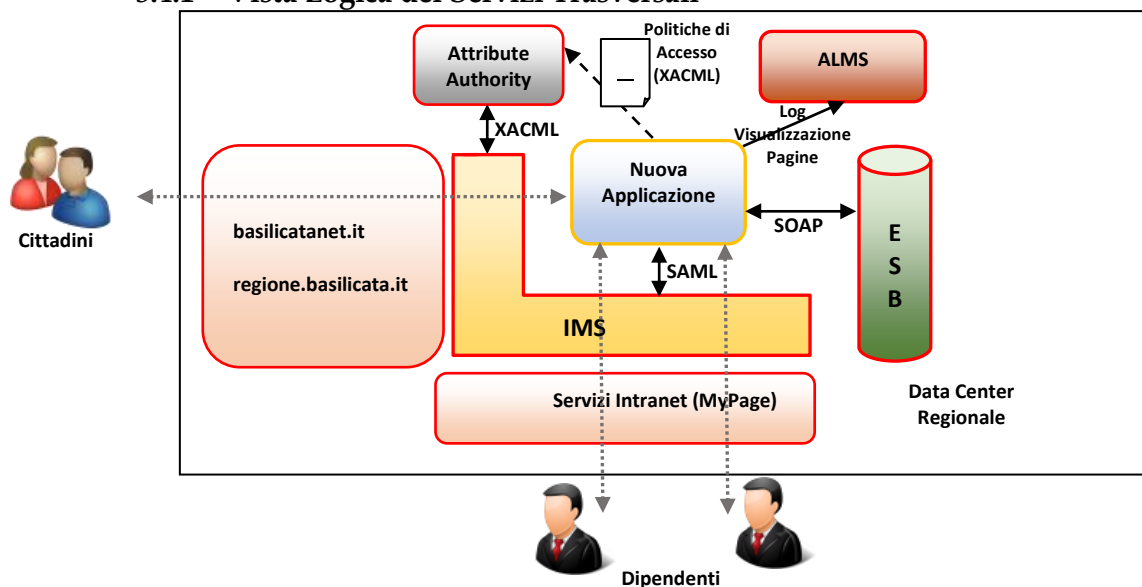 Vista Logica dei Servizi Trasversali
Politiche di
Accesso
(XACML)
Attribute
Authority
ALMS
XACML
Log
Visualizzazione
Pagine
Nuova
Applicazione
Cittadini
basilicatanet.it
regione.basilicata.it
SOAP
E
S
B
SAML
IMS
Servizi Intranet (MyPage)
Data Center
Regionale
Dipendenti